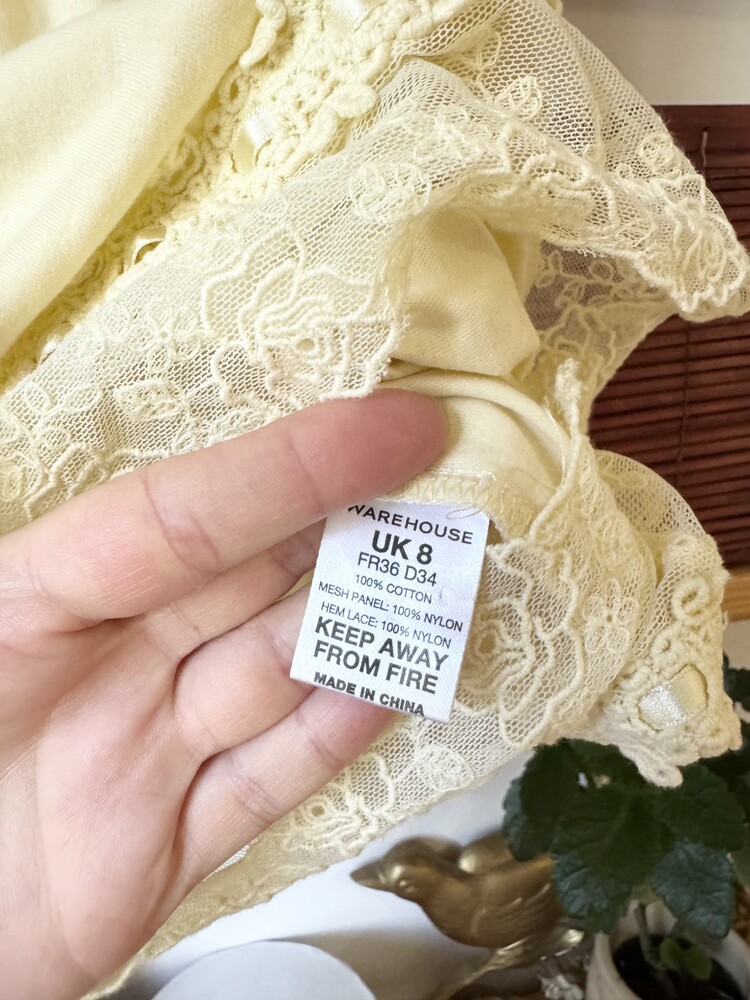 WAREHOUSE
UK 8
FR36 D34
100% COTTON
MESH PANEL: 100% NYLON
HEM LACE: 100% NYLON
KEEP AWAY
FROM FIRE
MADE IN CHINA